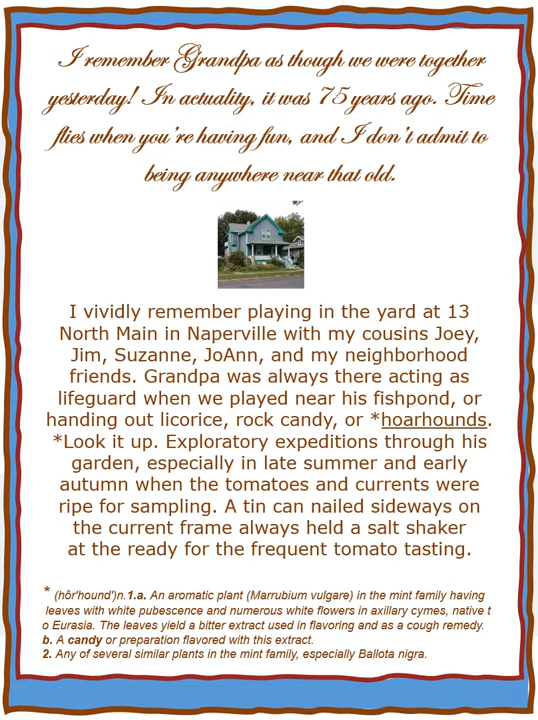 I remember Grandpa as though we were together
yesterday! In actuality, it was 75 years ago. Time
flies when you're having fun, and I don't admit to
being anywhere near that old.
I vividly remember playing in the yard at 13
North Main in Naperville with my cousins Joey,
Jim, Suzanne, JoAnn, and my neighborhood
friends. Grandpa was always there acting as
lifeguard when we played near his fishpond, or
handing out licorice, rock candy, or *hoarhounds.
*Look it up. Exploratory expeditions through his
garden, especially in late summer and early
autumn when the tomatoes and currents were
ripe for sampling. A tin can nailed sideways on
the current frame always held a salt shaker
at the ready for the frequent tomato tasting.
* (hôr'hound')n.1.a. An aromatic plant (Marrubium vulgare) in the mint family having
leaves with white pubescence and numerous white flowers in axillary cymes, native t
o Eurasia. The leaves yield a bitter extract used in flavoring and as a cough remedy.
b. A candy or preparation flavored with this extract.
2. Any of several similar plants in the mint family, especially Ballota nigra.